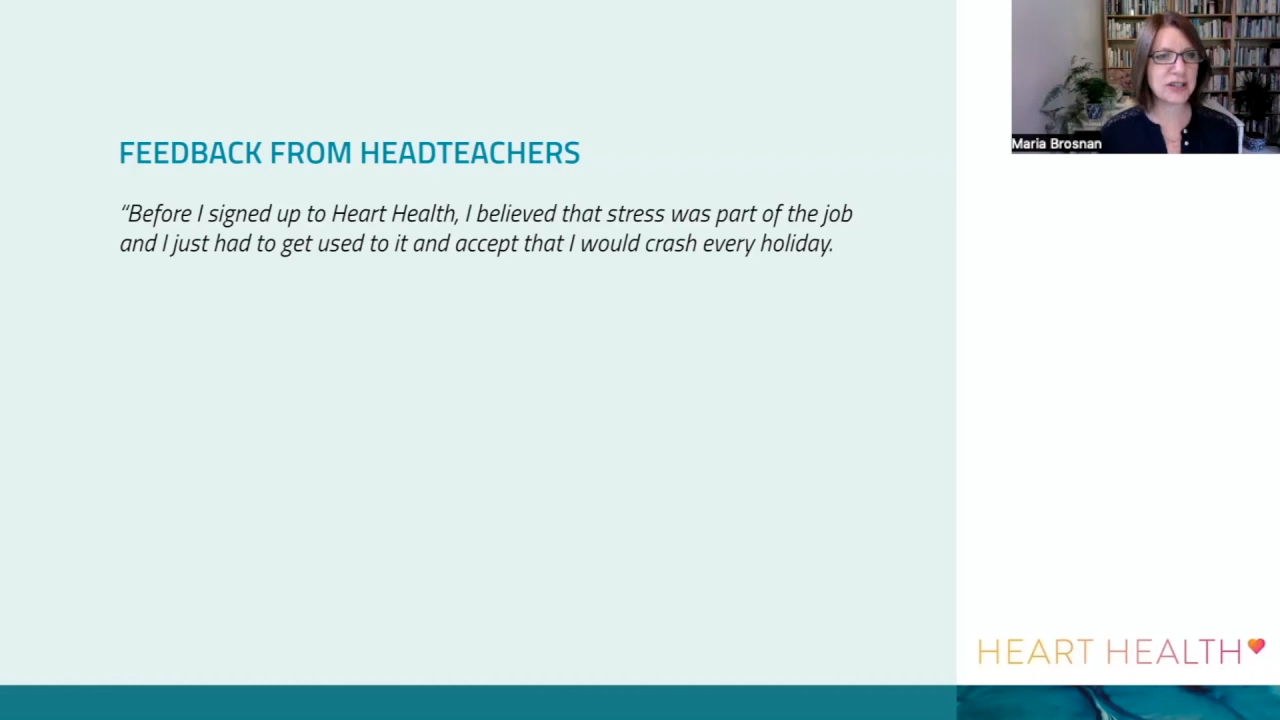 Maria Brosnan
FEEDBACK FROM HEADTEACHERS
“Before I signed up to Heart Health, I believed that stress was part of the job
and I just had to get used to it and accept that I would crash every holiday.
HEART HEALTH